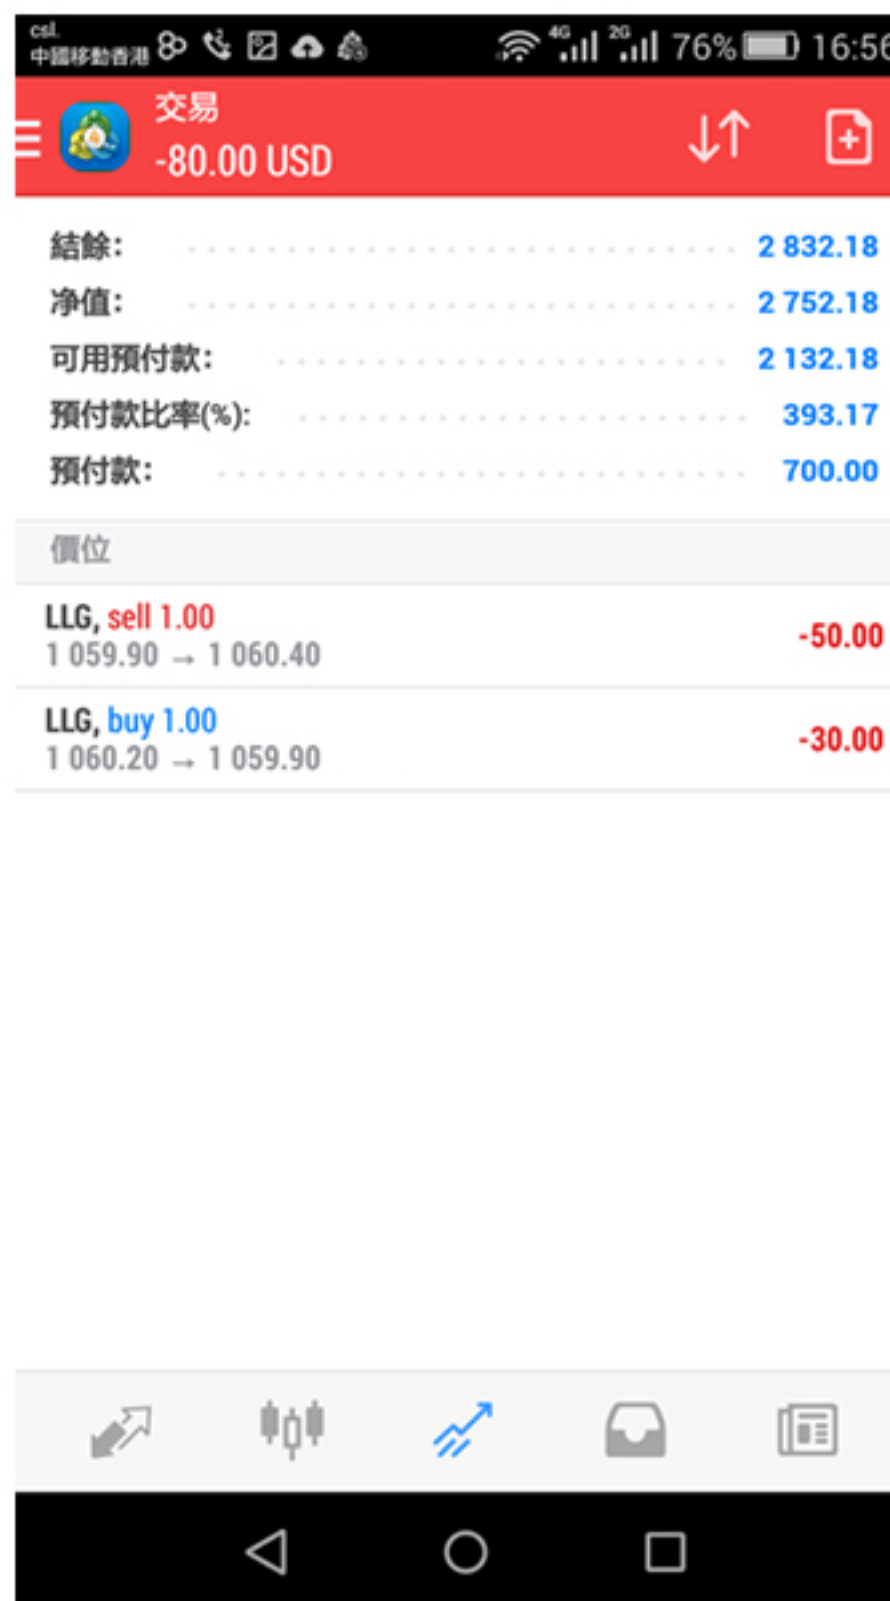 csl.
中國移動香港
4G 2G 76% 16:56
交易
-80.00 USD
結餘: 2 832.18
净值: 2 752.18
可用預付款: 2 132.18
預付款比率(%): 393.17
預付款: 700.00
價位
LLG, sell 1.00
1 059.90 → 1 060.40
-50.00
LLG, buy 1.00
1 060.20 → 1 059.90
-30.00